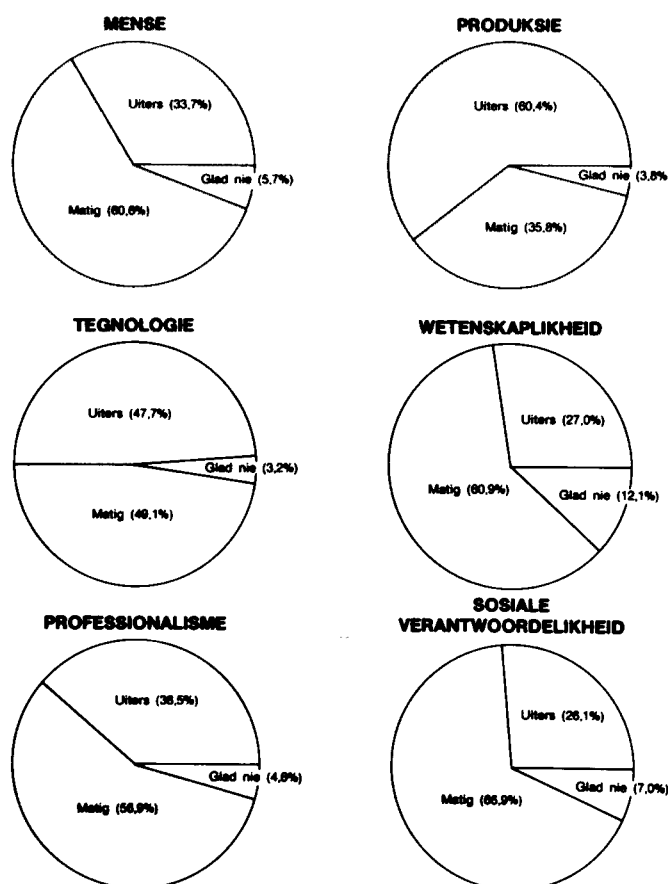 MENSE
Uiters (33,7%)
Glad nie (5,7%)
Matig (60,6%)
PRODUKSIE
Uiters (60,4%)
Glad nie (3,8%
Matig (35,8%)
TEGNOLOGIE
Uiters (47,7%)
Glad nie (3,2%)
Matig (49,1%)
WETENSKAPLIKHEID
Uiters (27,0%)
Matig (60,9%)
Glad nie (12,1%)
PROFESSIONALISME
Uiters (38,5%)
Glad nie (4,6%)
Matig (56,9%)
SOSIALE
VERANTWOORDELIKHEID
Uiters (26,1%)
Glad nie (7,0%)
Matig (66,9%)